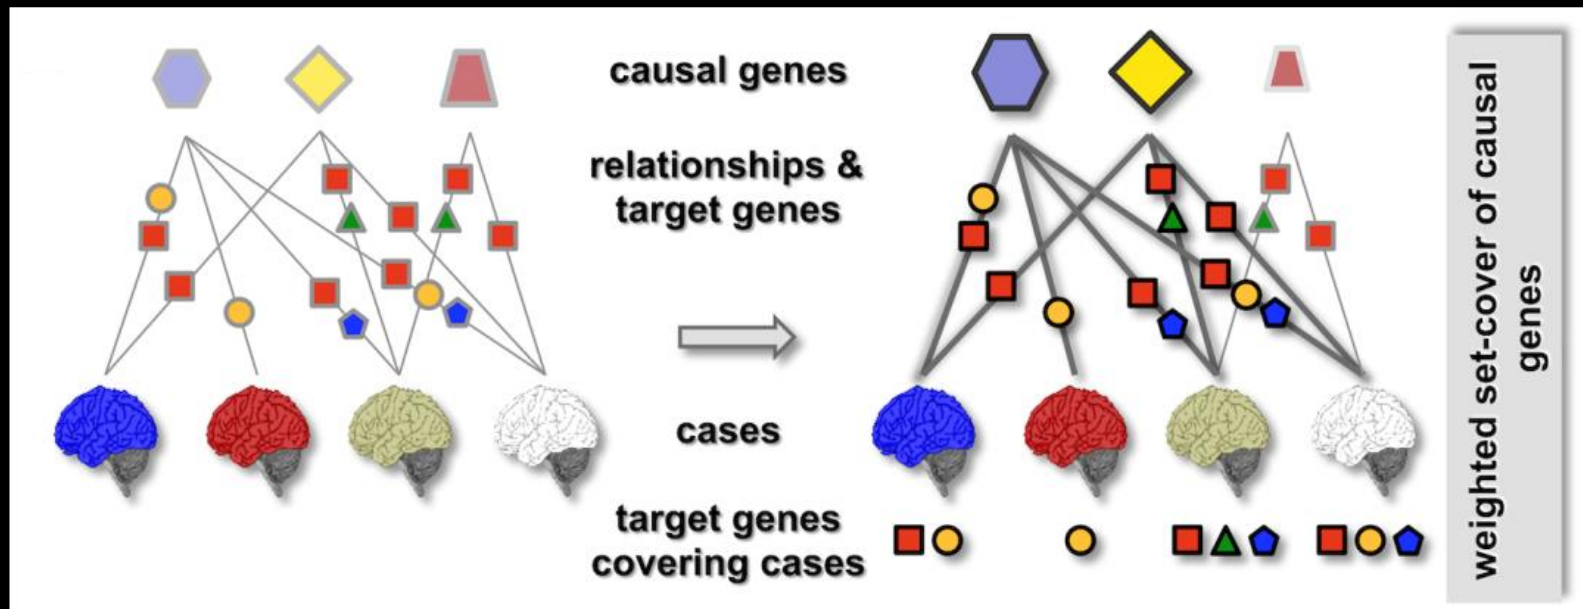 causal genes
relationships &
target genes
cases
target genes
covering cases
weighted set-cover of causal
genes